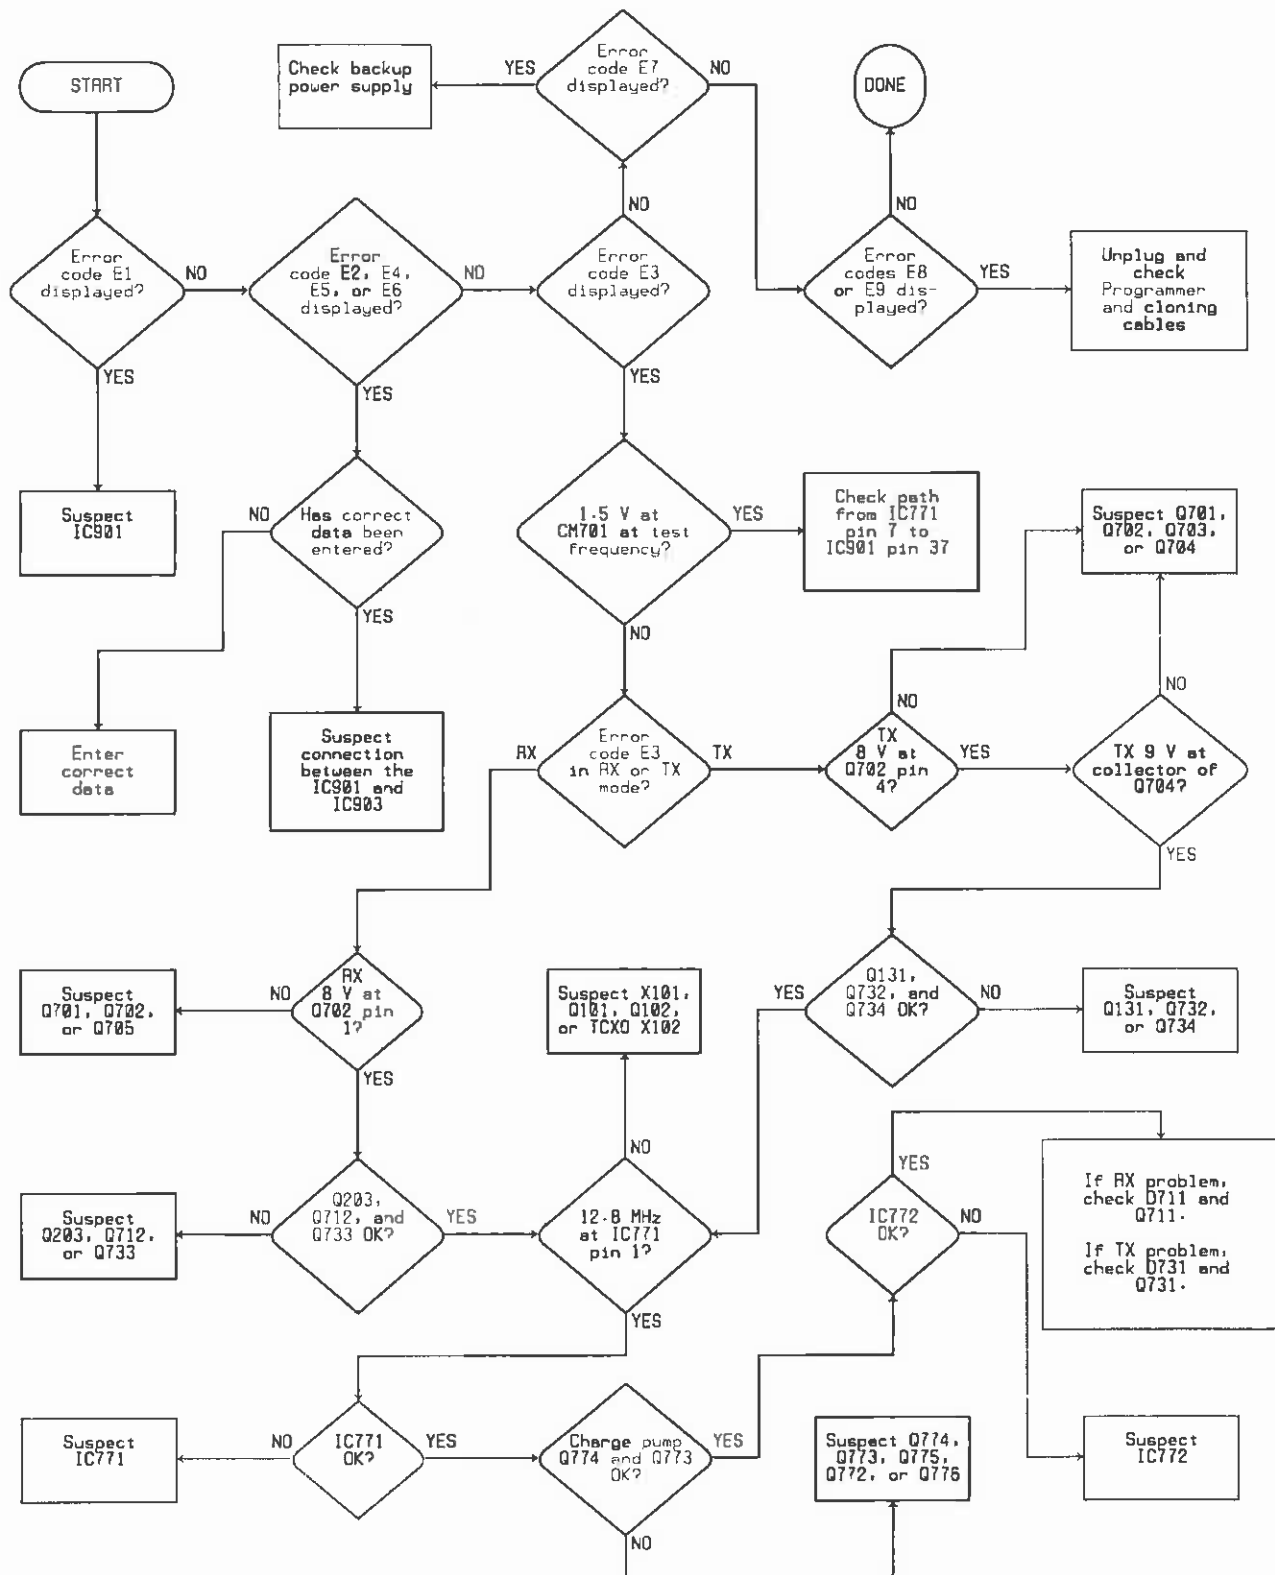 START
Check backup
power supply
YES
Error
code E7
displayed?
NO
DONE
NO
NO
Error
code E1
displayed?
NO
Error
code E2, E4,
E5, or E6
displayed?
NO
Error
code E3
displayed?
Error
codes E8
or E9 dis-
played?
YES
Unplug and
check
Programmer
and cloning
cables
YES
YES
YES
Suspect
IC901
NO
Has correct
data been
entered?
1.5 V at
CM701 at test
frequency?
YES
Check path
from IC771
pin 7 to
IC901 pin 37
Suspect Q701,
Q702, Q703,
or Q704
YES
NO
NO
NO
Enter
correct
data
Suspect
connection
between the
IC901 and
IC903
RX
Error
code E3
in RX or TX
mode?
TX
TX
8 V at
Q702 pin
4?
YES
TX 9 V at
collector of
Q704?
YES
Suspect
Q701, Q702,
or Q705
NO
RX
8 V at
Q702 pin
1?
Suspect X101,
Q101, Q102,
or TCXO X102
YES
Q131,
Q732, and
Q734 OK?
NO
Suspect
Q131, Q732,
or Q734
YES
NO
YES
Suspect
Q203, Q712,
or Q733
NO
Q203,
Q712, and
Q733 OK?
YES
12.8 MHz
at IC771
pin 1?
IC772
OK?
NO
If RX problem,
check D711 and
Q711.
If TX problem,
check D731 and
Q731.
YES
Suspect
IC771
NO
IC771
OK?
YES
Charge pump
Q774 and Q773
OK?
YES
Suspect Q774,
Q773, Q775,
Q772, or Q776
Suspect
IC772
NO